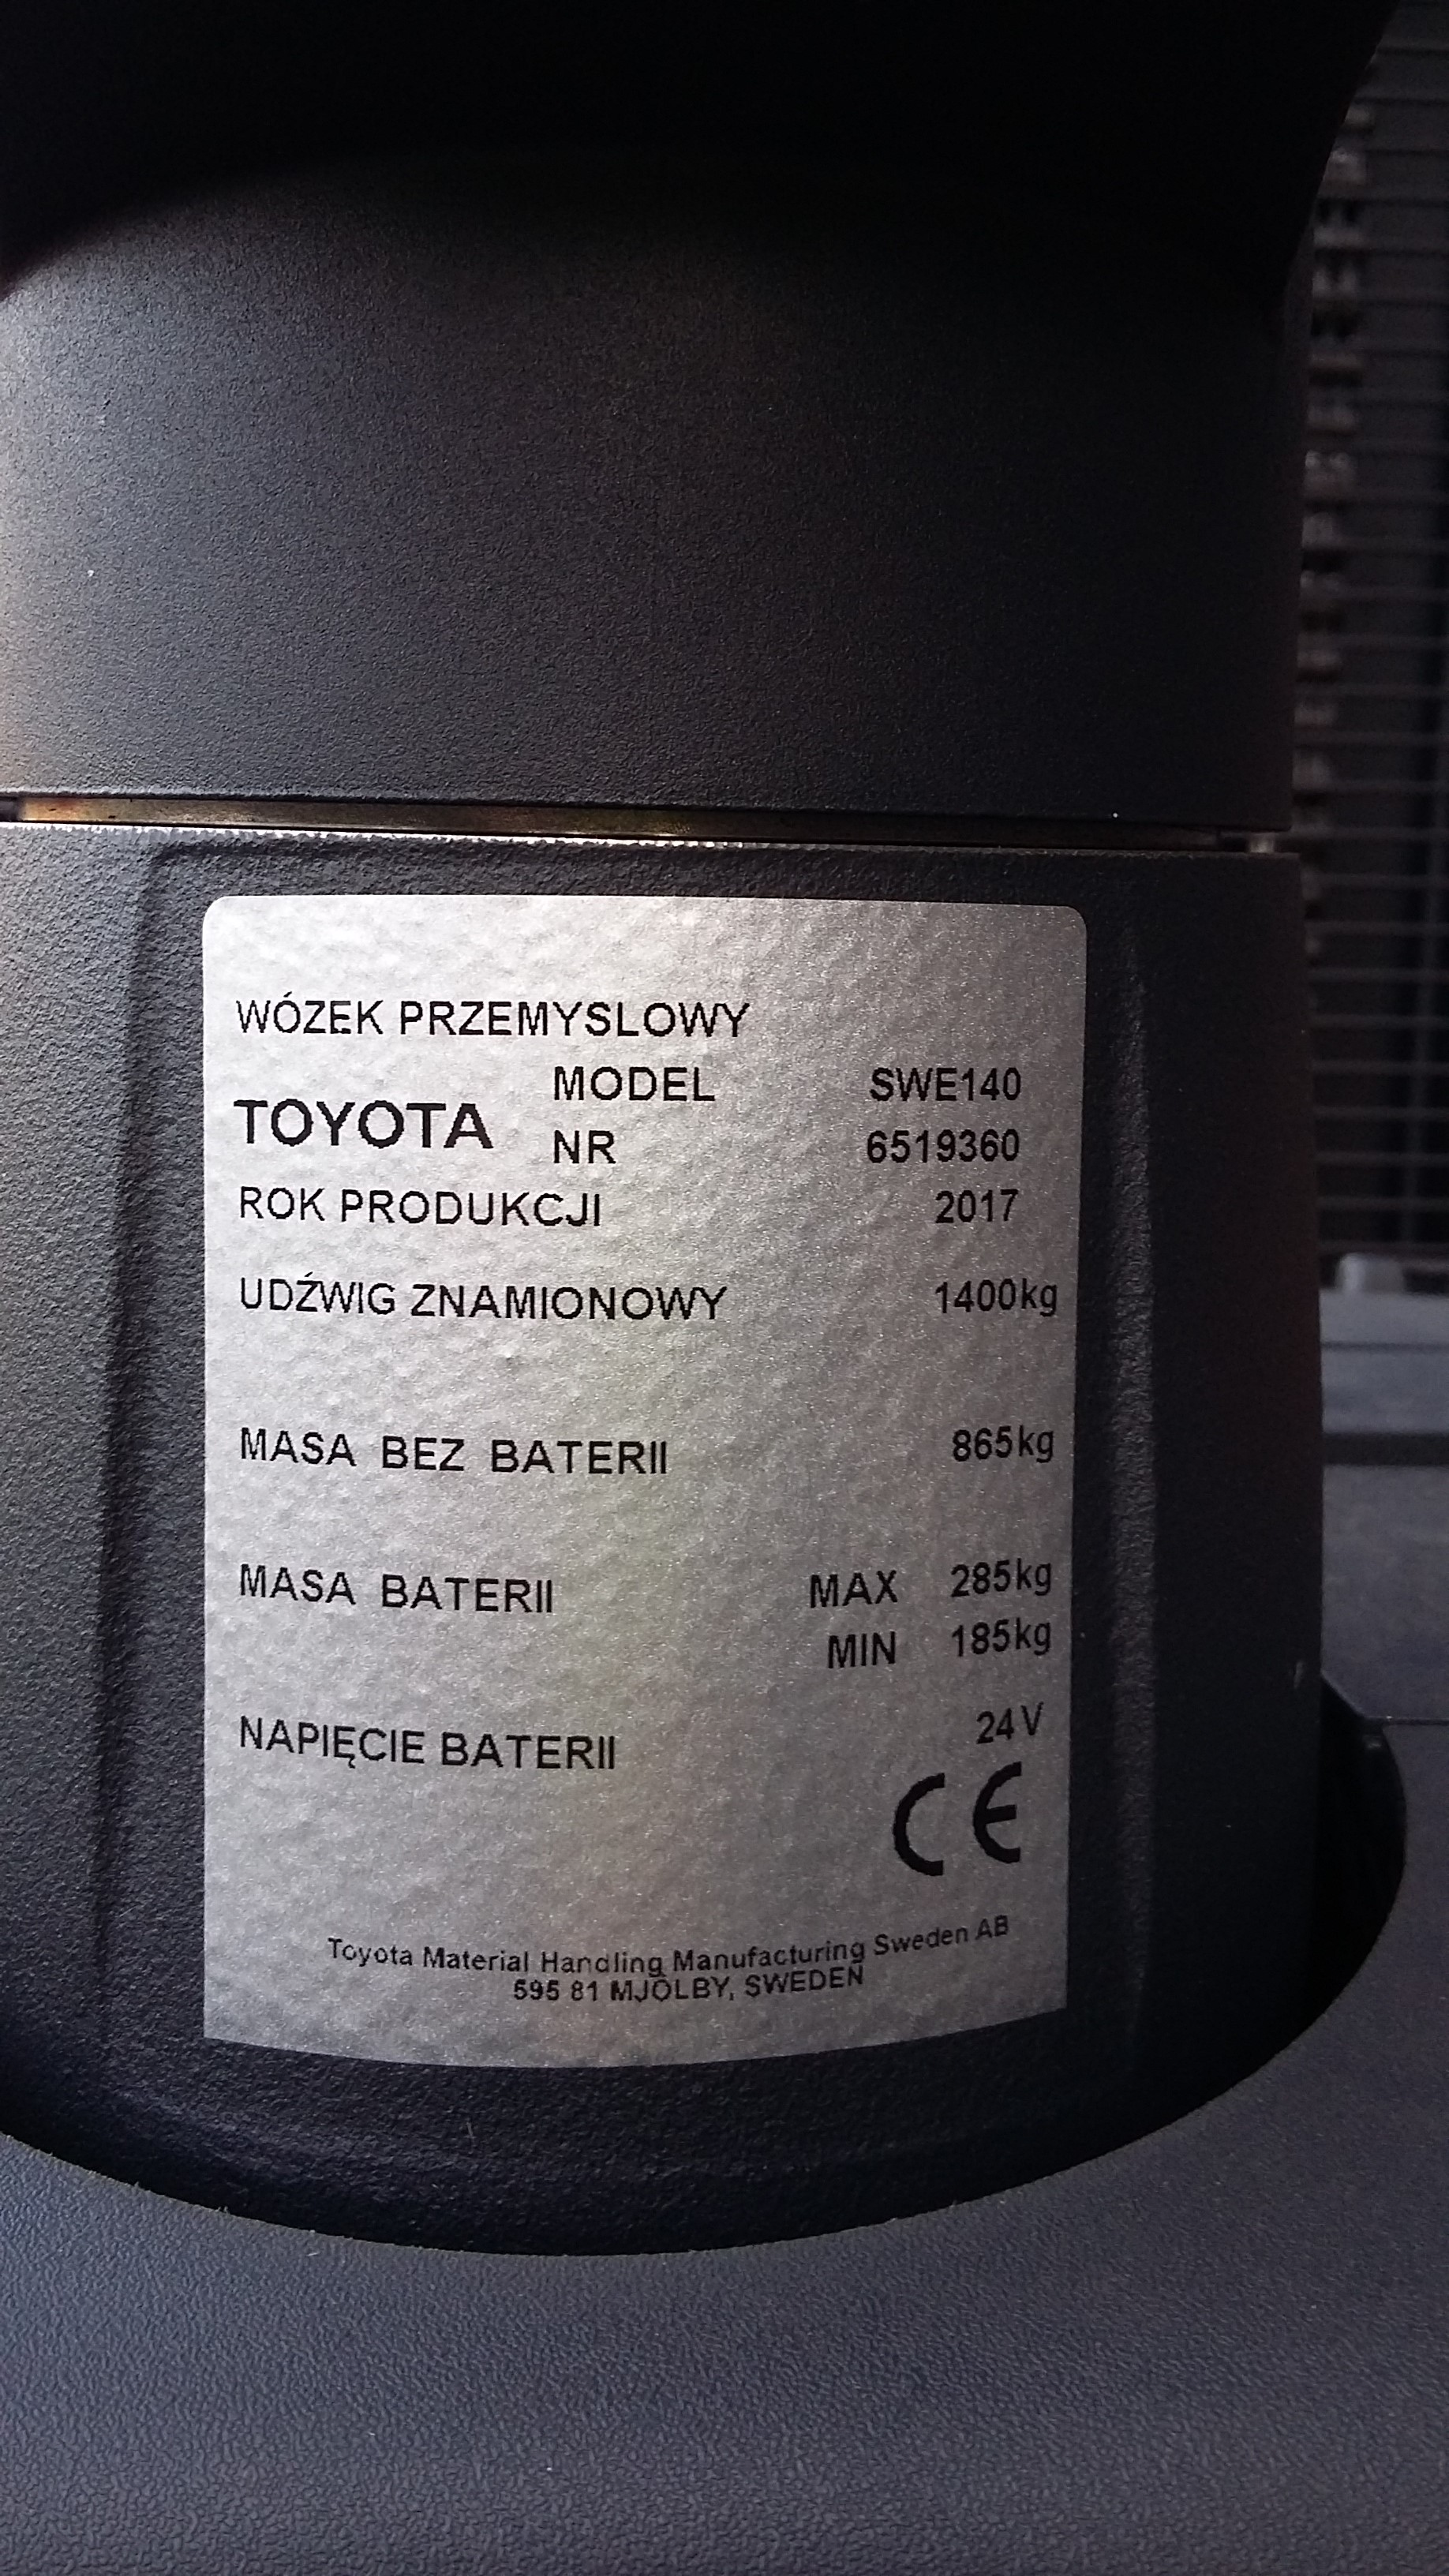 WÓZEK PRZEMYSLOWY
MODEL SWE140
TOYOTA
NR 6519360
ROK PRODUKCJI 2017
UDŹWIG ZNAMIONOWY 1400kg
MASA BEZ BATERII 865kg
MASA BATERII MAX 285kg
MIN 185kg
NAPIĘCIE BATERII 24V
CE
Toyota Material Handling Manufacturing Sweden AB
595 81 MJÖLBY, SWEDEN